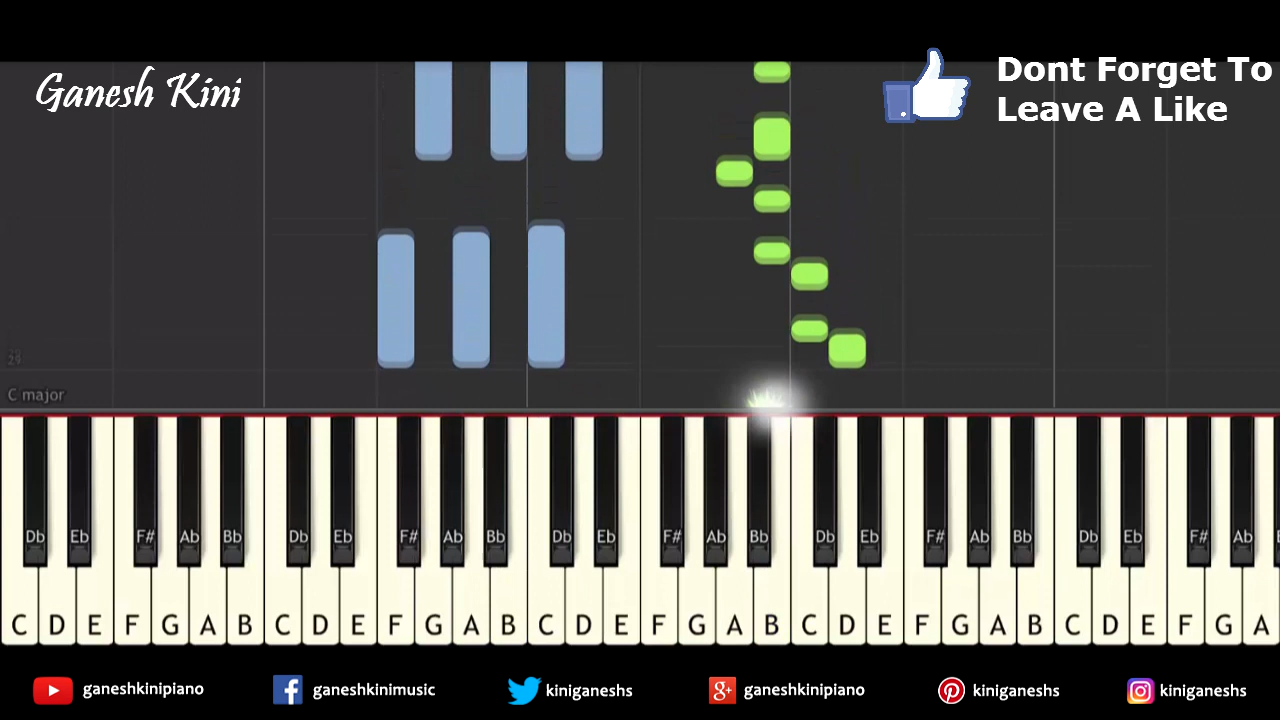 Ganesh Kini
Dont Forget To
Leave A Like
29
C major
Db Eb F# Ab Bb Db Eb F# Ab Bb Db Eb F# Ab Bb Db Eb F# Ab Bb Db Eb F# Ab
C D E F G A B C D E F G A B C D E F G A B C D E F G A B C D E F G A
ganeshkinipiano ganeshkinimusic kiniganeshs ganeshkinipiano kiniganeshs kiniganeshs